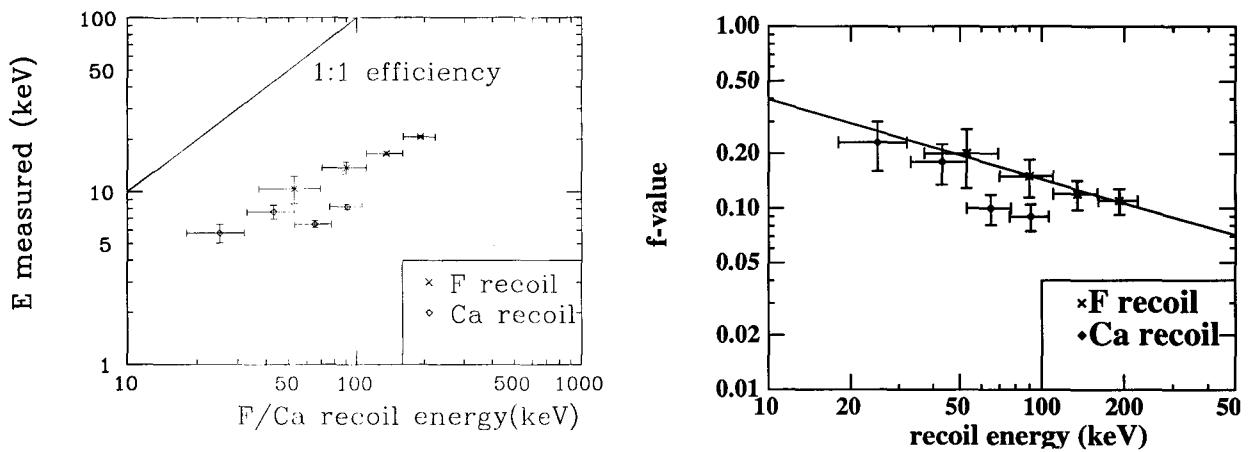 100
50
10
5
1
E measured (keV)
1:1 efficiency
F recoil
Ca recoil
10
50
100
500
1000
F/Ca recoil energy(keV)
1.00
0.50
0.20
0.10
0.05
0.02
0.01
f-value
F recoil
Ca recoil
10
20
50
100
200
50
recoil energy (keV)